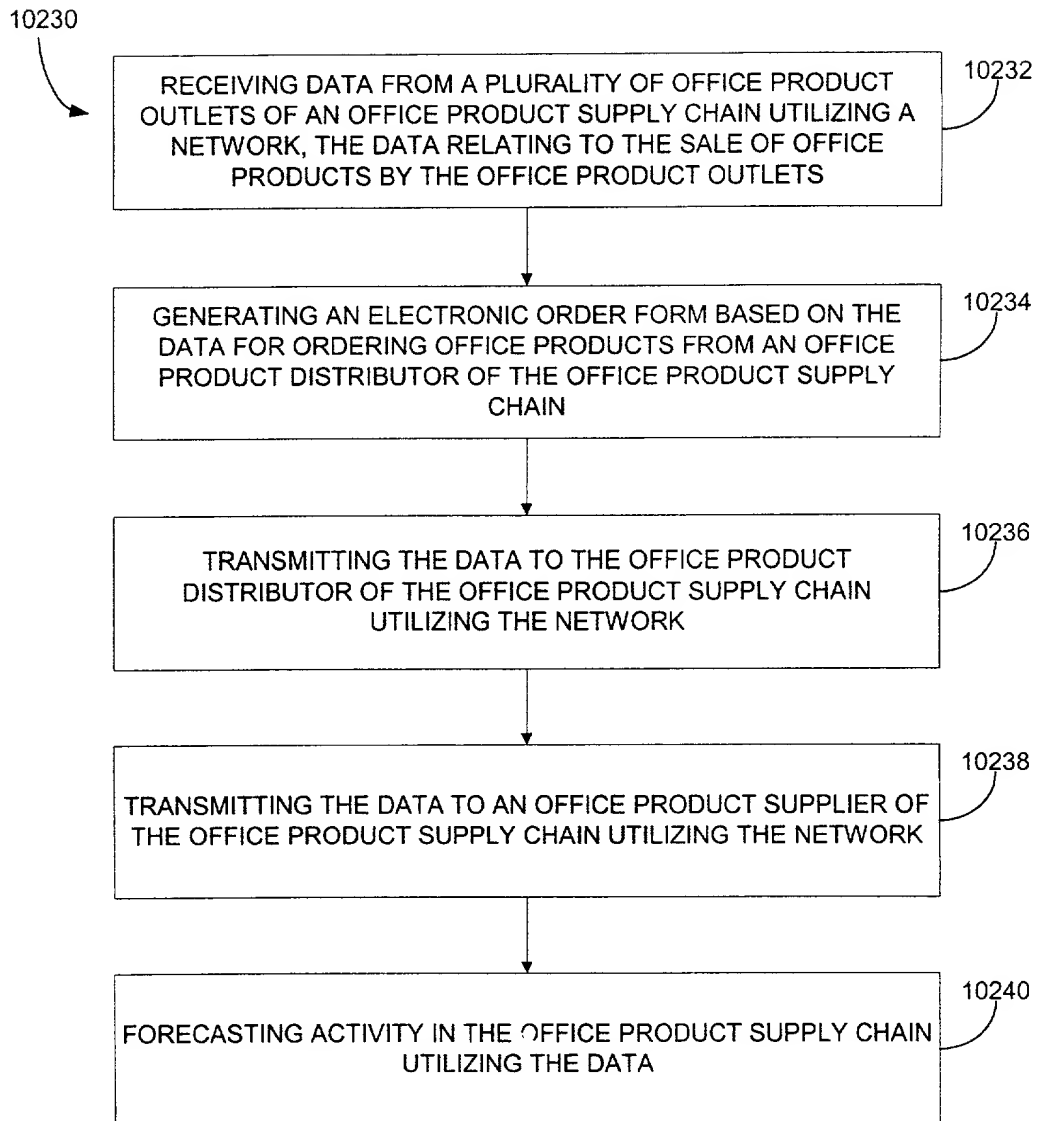 10230
RECEIVING DATA FROM A PLURALITY OF OFFICE PRODUCT
OUTLETS OF AN OFFICE PRODUCT SUPPLY CHAIN UTILIZING A
NETWORK, THE DATA RELATING TO THE SALE OF OFFICE
PRODUCTS BY THE OFFICE PRODUCT OUTLETS
10232
GENERATING AN ELECTRONIC ORDER FORM BASED ON THE
DATA FOR ORDERING OFFICE PRODUCTS FROM AN OFFICE
PRODUCT DISTRIBUTOR OF THE OFFICE PRODUCT SUPPLY
CHAIN
10234
TRANSMITTING THE DATA TO THE OFFICE PRODUCT
DISTRIBUTOR OF THE OFFICE PRODUCT SUPPLY CHAIN
UTILIZING THE NETWORK
10236
TRANSMITTING THE DATA TO AN OFFICE PRODUCT SUPPLIER OF
THE OFFICE PRODUCT SUPPLY CHAIN UTILIZING THE NETWORK
10238
FORECASTING ACTIVITY IN THE OFFICE PRODUCT SUPPLY CHAIN
UTILIZING THE DATA
10240